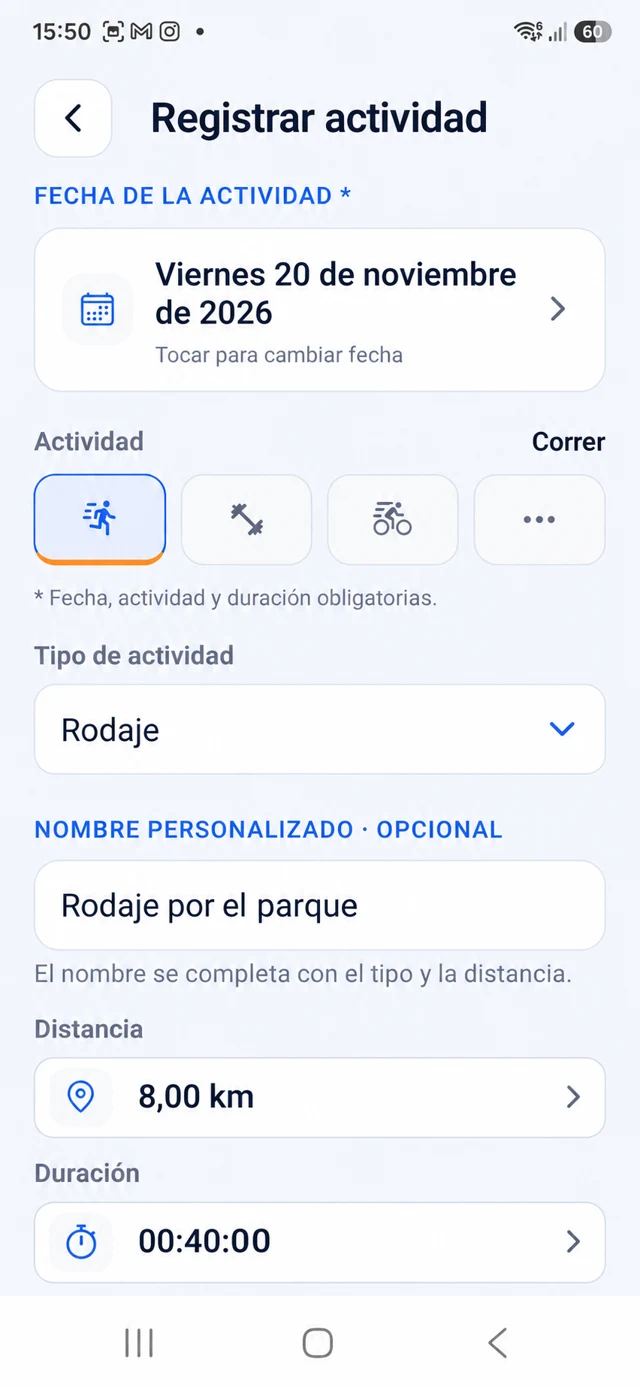 15:50
60
Registrar actividad
FECHA DE LA ACTIVIDAD *
Viernes 20 de noviembre
de 2026
Tocar para cambiar fecha
Actividad
Correr
* Fecha, actividad y duración obligatorias.
Tipo de actividad
Rodaje
NOMBRE PERSONALIZADO · OPCIONAL
Rodaje por el parque
El nombre se completa con el tipo y la distancia.
Distancia
8,00 km
Duración
00:40:00